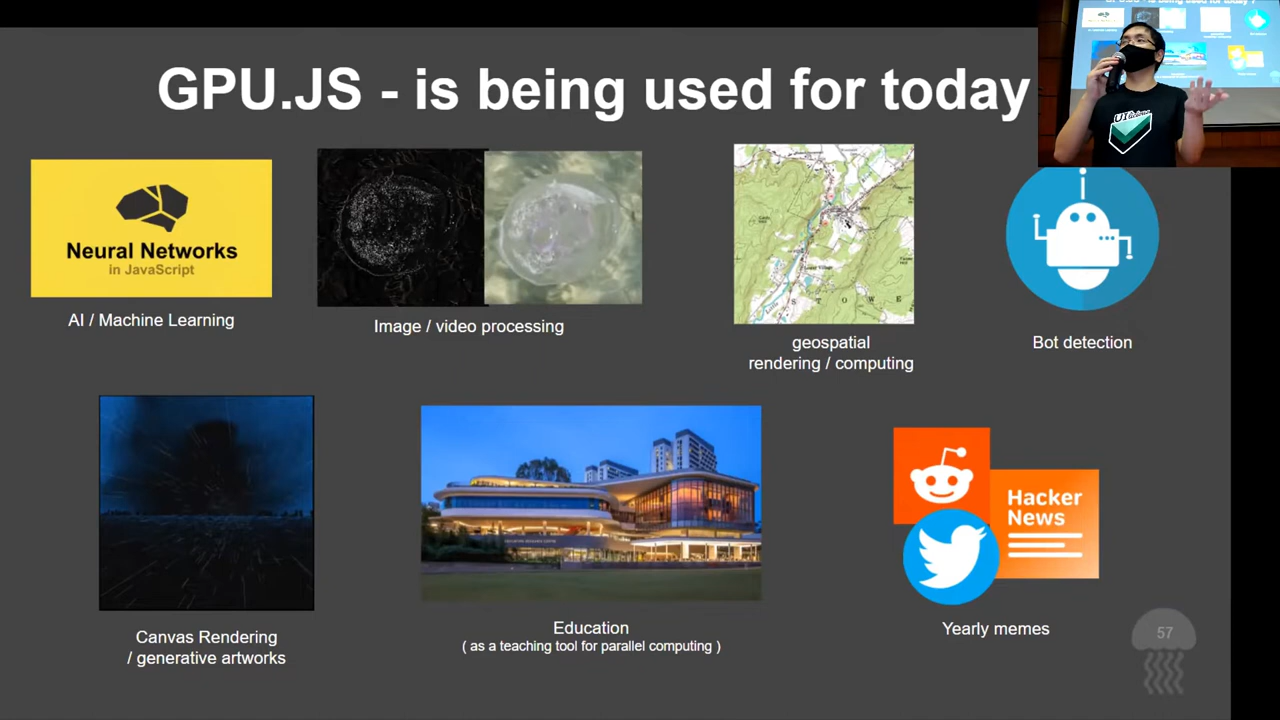 GPU.JS - is being used for today
Neural Networks
in JavaScript
AI / Machine Learning
Image / video processing
S T O W E
geospatial
rendering / computing
Bot detection
Canvas Rendering
/ generative artworks
Education
( as a teaching tool for parallel computing )
Hacker
News
Yearly memes
57
UI